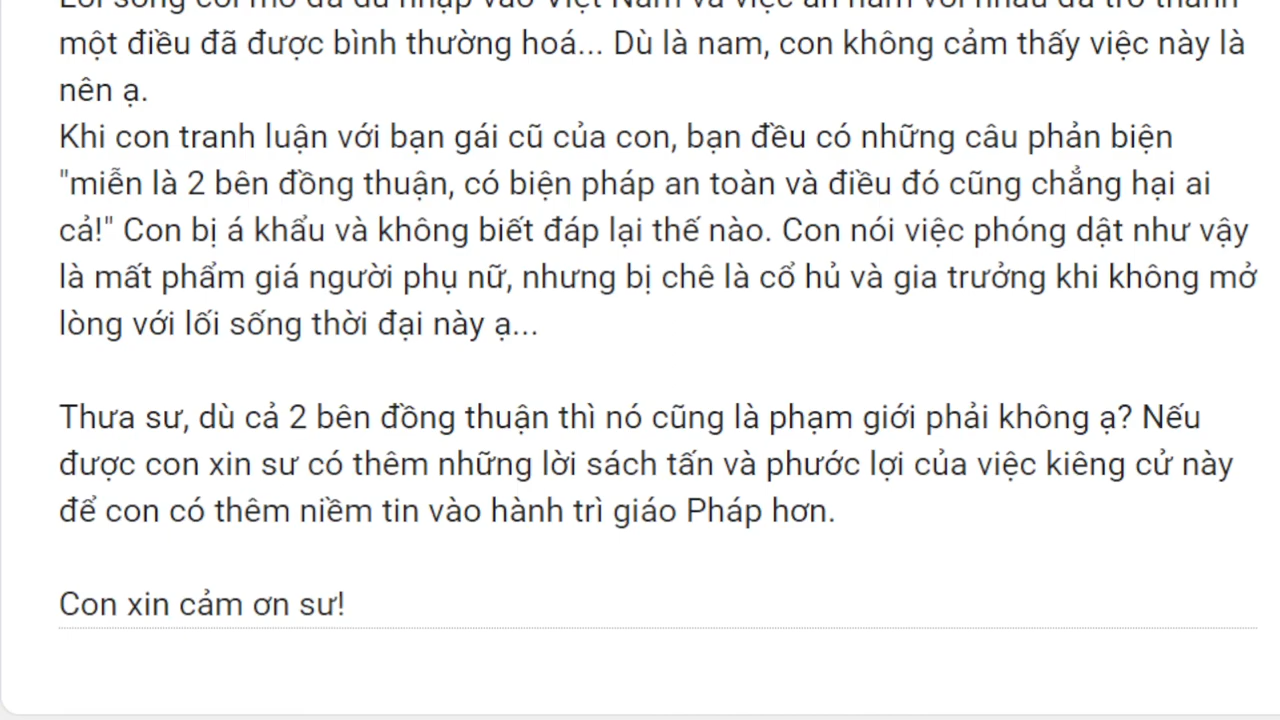 một điều đã được bình thường hoá... Dù là nam, con không cảm thấy việc này là
nên ạ.
Khi con tranh luận với bạn gái cũ của con, bạn đều có những câu phản biện
"miễn là 2 bên đồng thuận, có biện pháp an toàn và điều đó cũng chẳng hại ai
cả!" Con bị á khẩu và không biết đáp lại thế nào. Con nói việc phóng dật như vậy
là mất phẩm giá người phụ nữ, nhưng bị chê là cổ hủ và gia trưởng khi không mở
lòng với lối sống thời đại này ạ...
Thưa sư, dù cả 2 bên đồng thuận thì nó cũng là phạm giới phải không ạ? Nếu
được con xin sư có thêm những lời sách tấn và phước lợi của việc kiêng cử này
để con có thêm niềm tin vào hành trì giáo Pháp hơn.
Con xin cảm ơn sư!